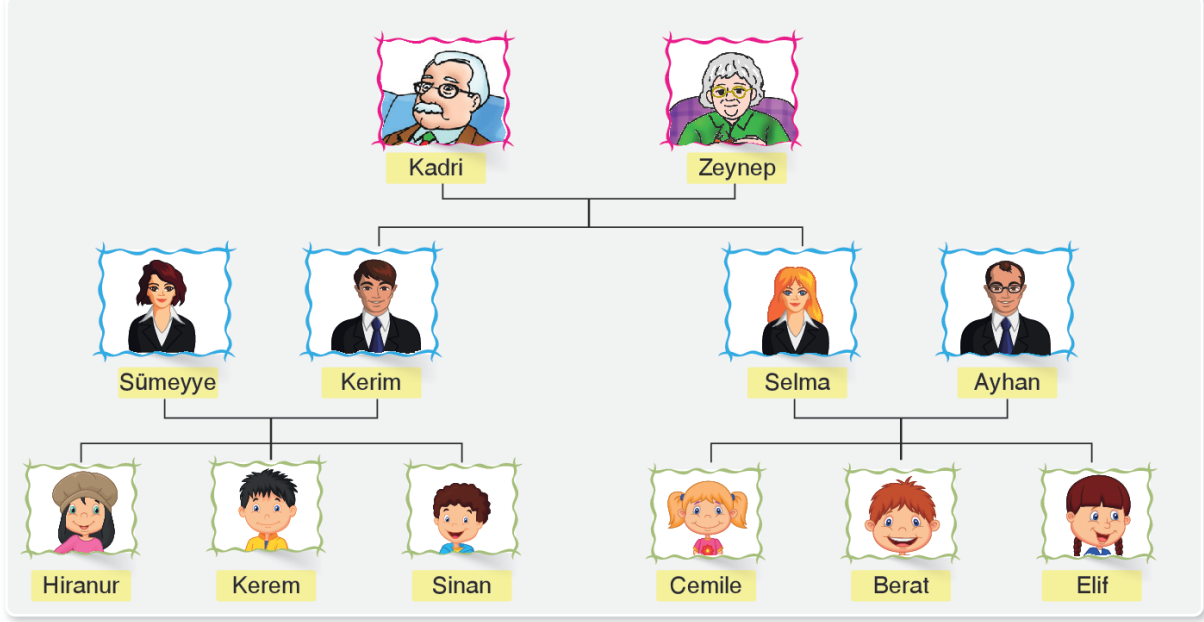 Kadri
Zeynep
Sümeyye
Kerim
Selma
Ayhan
Hiranur
Kerem
Sinan
Cemile
Berat
Elif